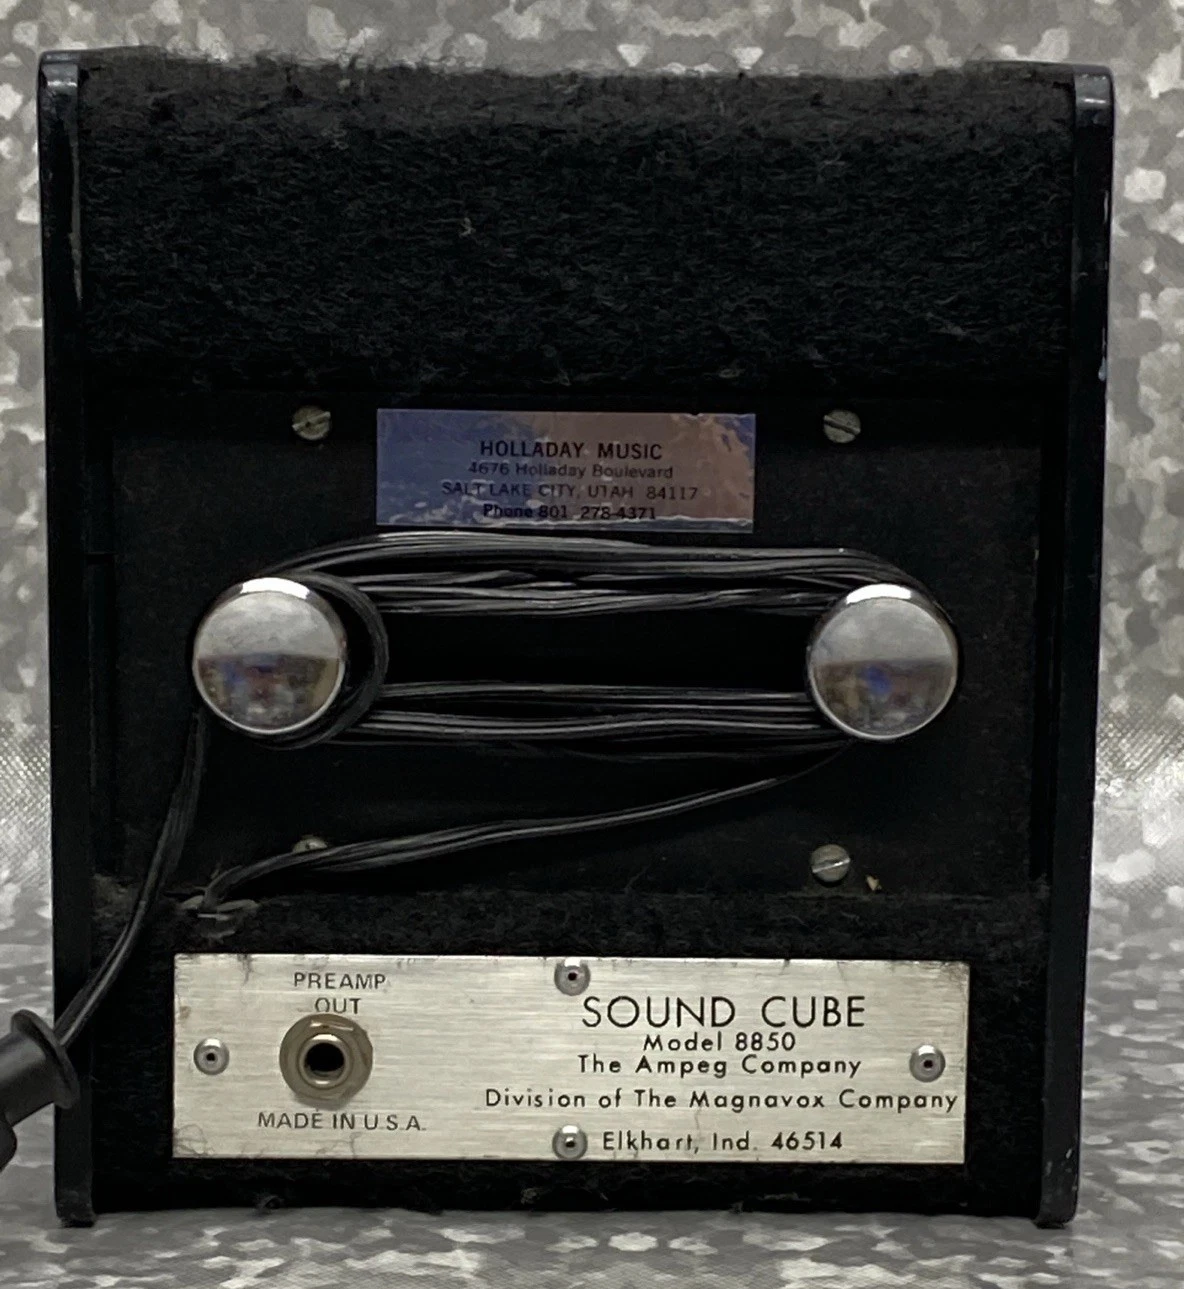 HOLLADAY MUSIC
4676 Holladay Boulevard
SALT LAKE CITY, UTAH 84117
Phone 801 278-4371
PREAMP
OUT
MADE IN U.S.A.
SOUND CUBE
Model 8850
The Ampeg Company
Division of The Magnavox Company
Elkhart, Ind. 46514